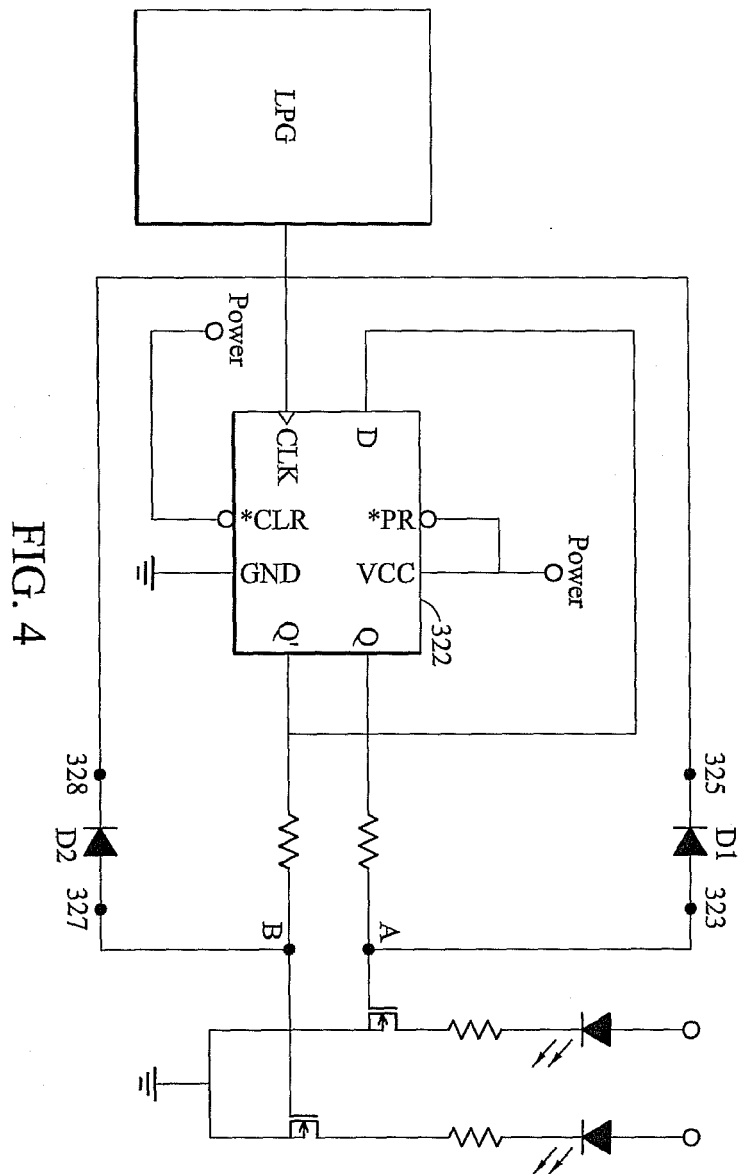 LPG
Power
D
CLK
*CLR
*PR
GND
VCC
Q'
Q
Power
322
325
D1
323
328
D2
327
A
B
FIG. 4